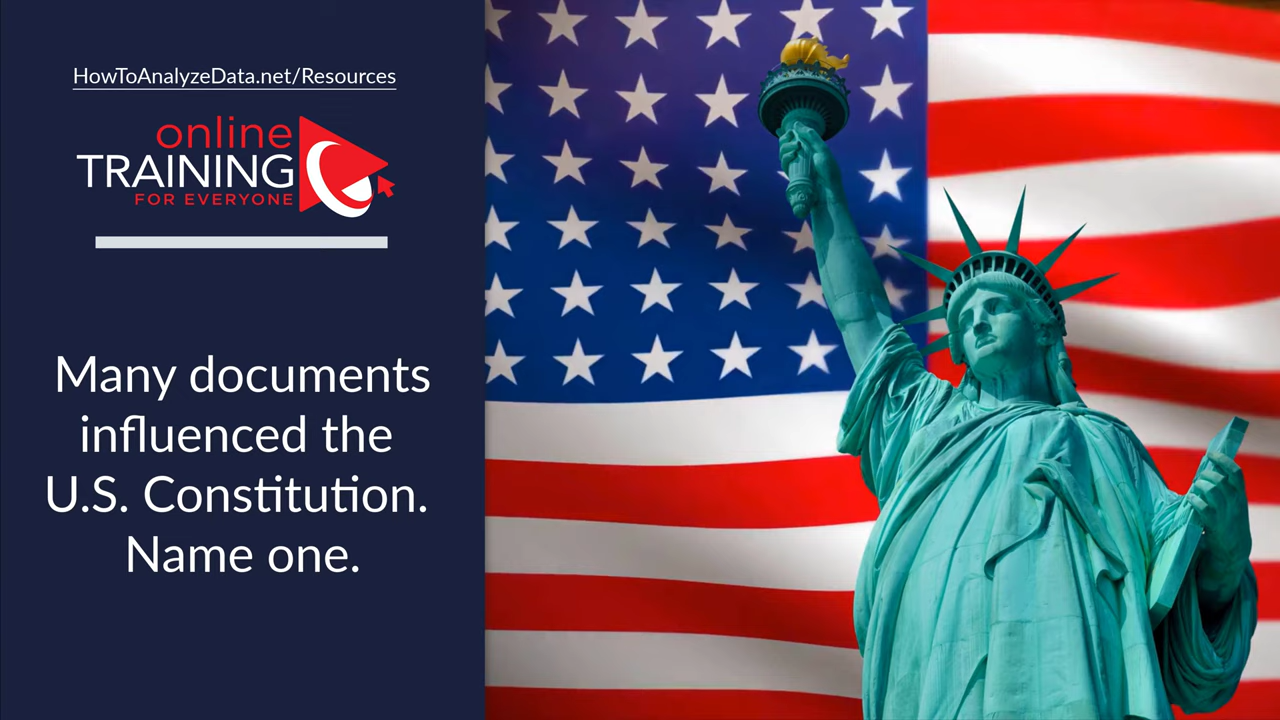 HowToAnalyzeData.net/Resources
online
TRAINING
FOR EVERYONE
Many documents
influenced the
U.S. Constitution.
Name one.